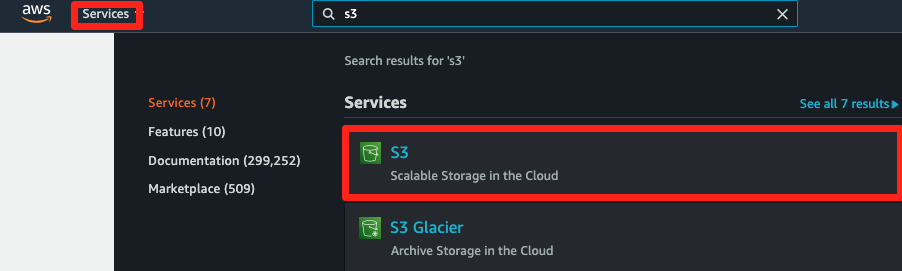 aws
Services
s3
Search results for 's3'
Services (7)
Features (10)
Documentation (299,252)
Marketplace (509)
Services
See all 7 results
S3
Scalable Storage in the Cloud
S3 Glacier
Archive Storage in the Cloud